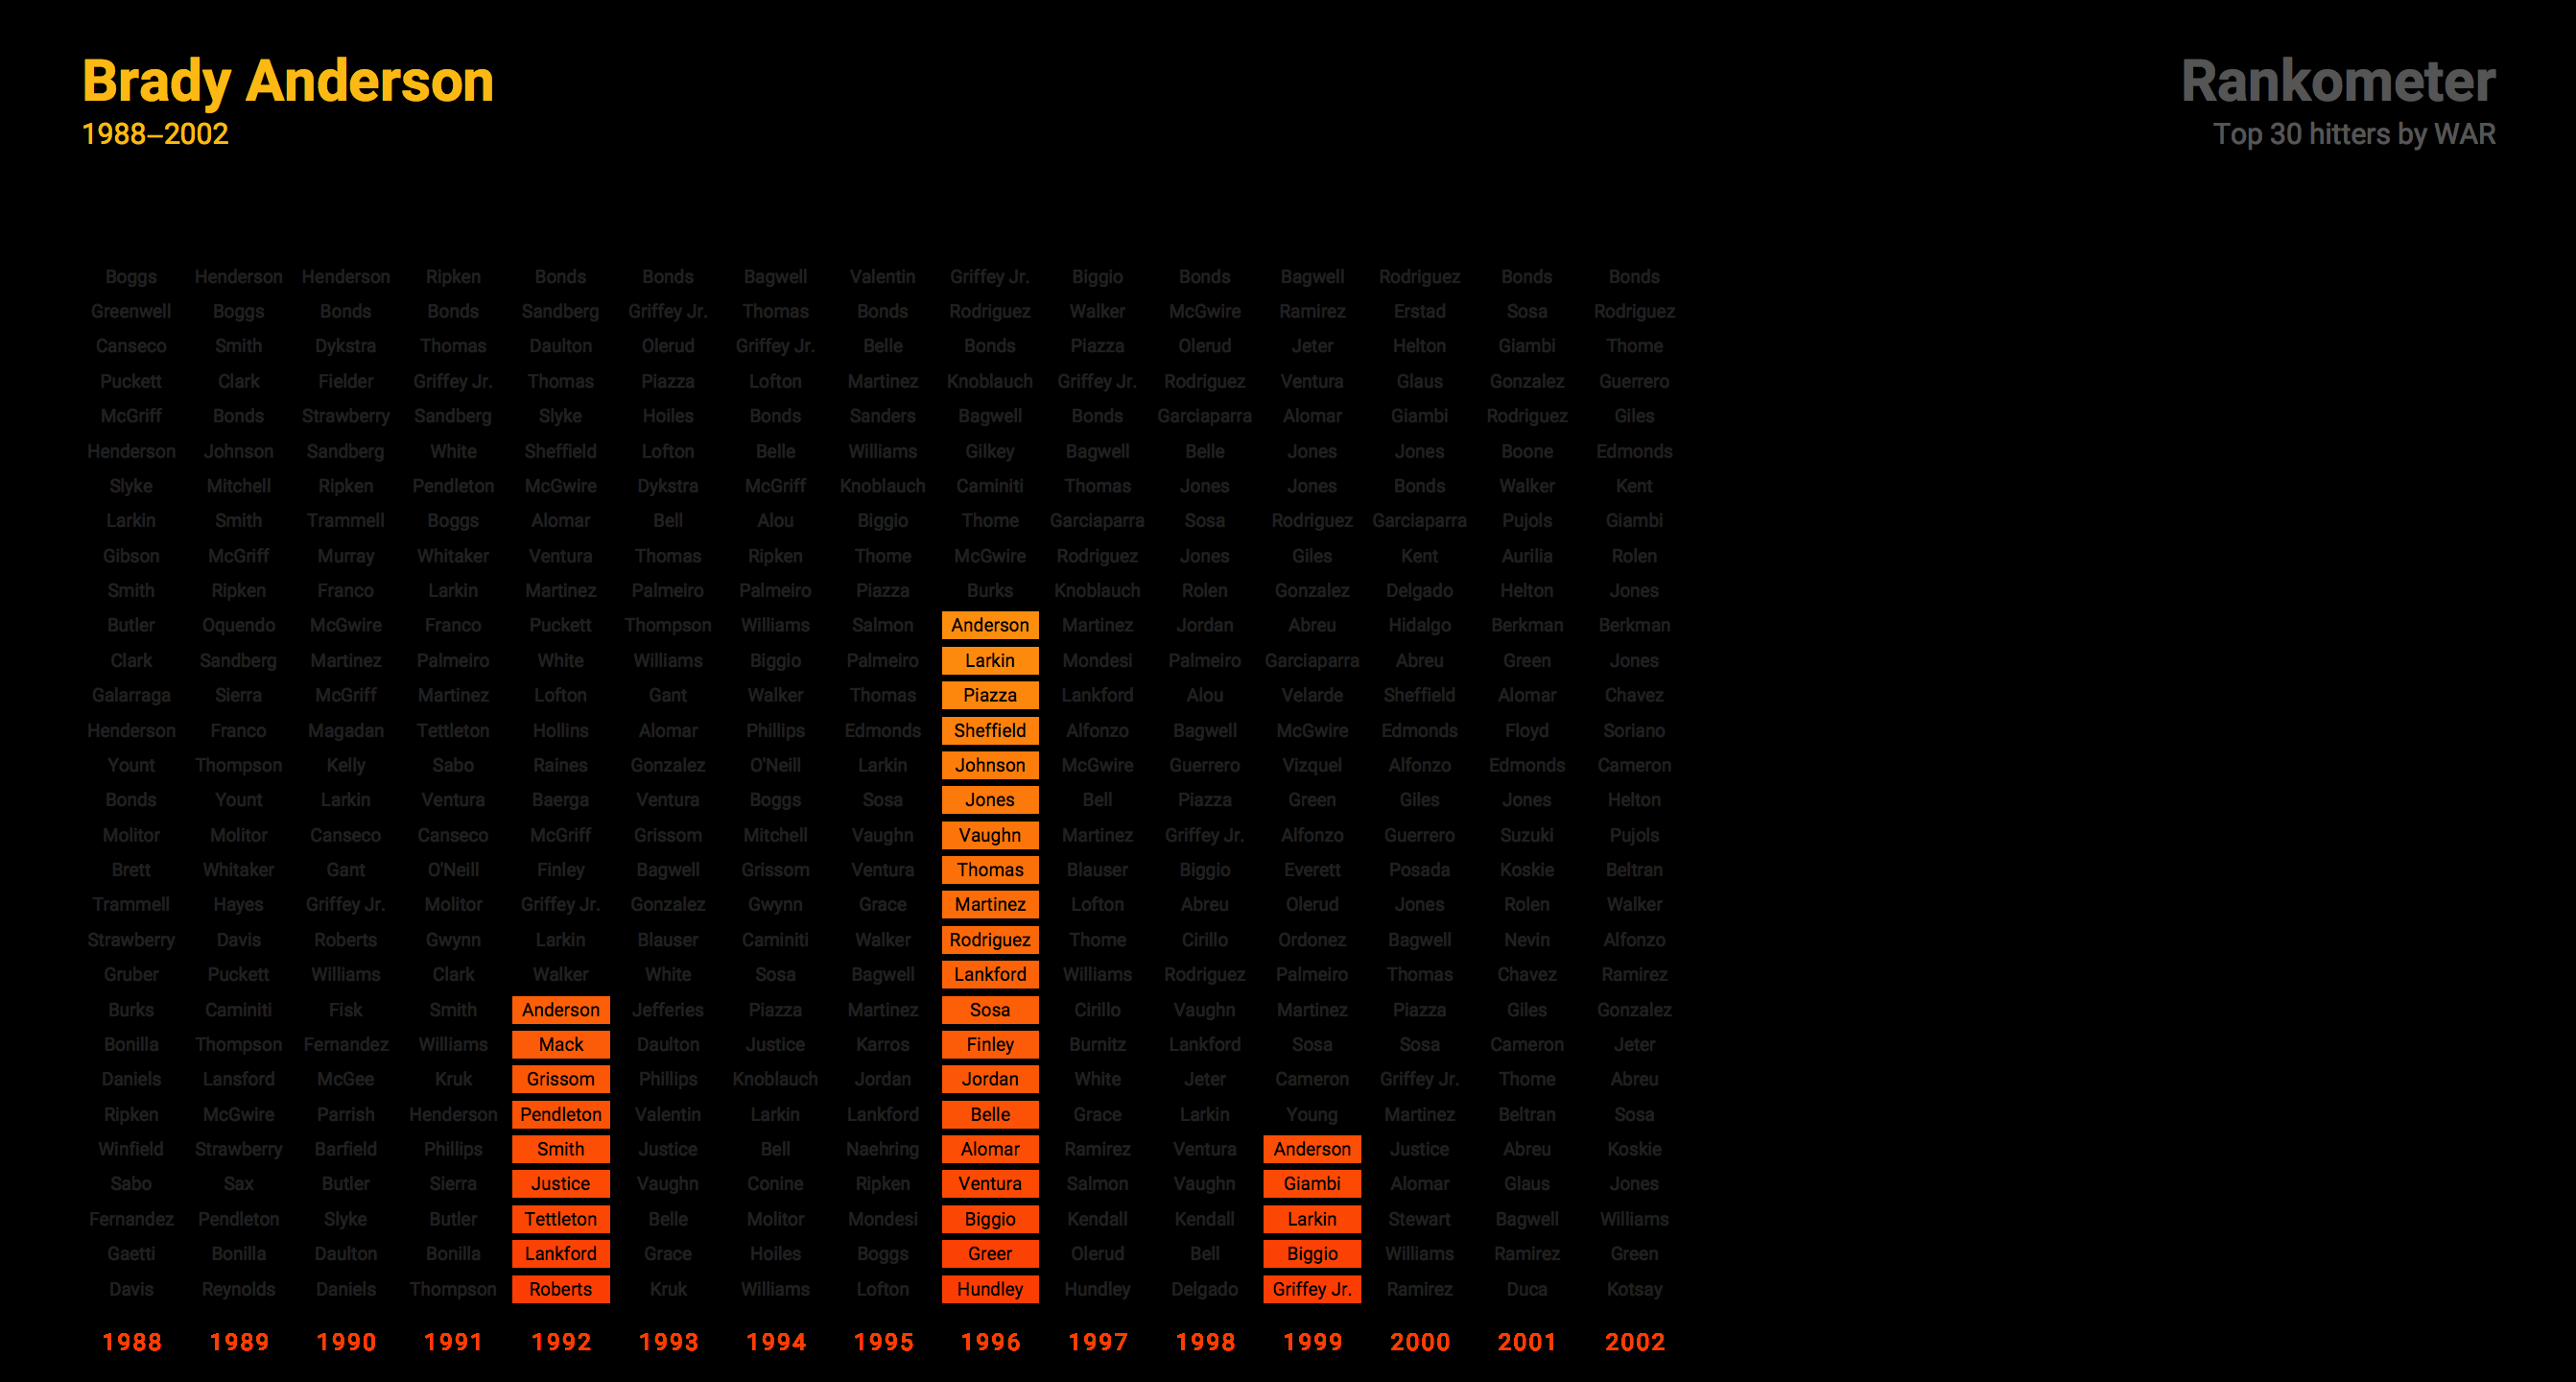 Brady Anderson
1988–2002
Rankometer
Top 30 hitters by WAR
Boggs Henderson Henderson Ripken Bonds Bonds Bagwell Valentin Griffey Jr. Biggio Bonds Bagwell Rodriguez Bonds Bonds
Greenwell Boggs Bonds Bonds Sandberg Griffey Jr. Thomas Bonds Rodriguez Walker McGwire Ramirez Erstad Sosa Rodriguez
Canseco Smith Dykstra Thomas Daulton Olerud Griffey Jr. Belle Bonds Piazza Olerud Jeter Helton Giambi Thome
Puckett Clark Fielder Griffey Jr. Thomas Piazza Lofton Martinez Knoblauch Griffey Jr. Rodriguez Ventura Glaus Gonzalez Guerrero
McGriff Bonds Strawberry Sandberg Slyke Hoiles Bonds Sanders Bagwell Bonds Garciaparra Alomar Giambi Rodriguez Giles
Henderson Johnson Sandberg White Sheffield Lofton Belle Williams Gilkey Bagwell Belle Jones Jones Boone Edmonds
Slyke Mitchell Ripken Pendleton McGwire Dykstra McGriff Knoblauch Caminiti Thomas Jones Jones Bonds Walker Kent
Larkin Smith Trammell Boggs Alomar Bell Alou Biggio Thome Garciaparra Sosa Rodriguez Garciaparra Pujols Giambi
Gibson McGriff Murray Whitaker Ventura Thomas Ripken Thome McGwire Rodriguez Jones Giles Kent Aurilia Rolen
Smith Ripken Franco Larkin Martinez Palmeiro Palmeiro Piazza Burks Knoblauch Rolen Gonzalez Delgado Helton Jones
Butler Oquendo McGwire Franco Puckett Thompson Williams Salmon Anderson Martinez Jordan Abreu Hidalgo Berkman Berkman
Clark Sandberg Martinez Palmeiro White Williams Biggio Palmeiro Larkin Mondesi Palmeiro Garciaparra Abreu Green Jones
Galarraga Sierra McGriff Martinez Lofton Gant Walker Thomas Piazza Lankford Alou Velarde Sheffield Alomar Chavez
Henderson Franco Magadan Tettleton Hollins Alomar Phillips Edmonds Sheffield Alfonzo Bagwell McGwire Edmonds Floyd Soriano
Yount Thompson Kelly Sabo Raines Gonzalez O'Neill Larkin Johnson McGwire Guerrero Vizquel Alfonzo Edmonds Cameron
Bonds Yount Larkin Ventura Baerga Ventura Boggs Sosa Jones Bell Piazza Green Giles Jones Helton
Molitor Molitor Canseco Canseco McGriff Grissom Mitchell Vaughn Vaughn Martinez Griffey Jr. Alfonzo Guerrero Suzuki Pujols
Brett Whitaker Gant O'Neill Finley Bagwell Grissom Ventura Thomas Blauser Biggio Everett Posada Koskie Beltran
Trammell Hayes Griffey Jr. Molitor Griffey Jr. Gonzalez Gwynn Grace Martinez Lofton Abreu Olerud Jones Rolen Walker
Strawberry Davis Roberts Gwynn Larkin Blauser Caminiti Walker Rodriguez Thome Cirillo Ordonez Bagwell Nevin Alfonzo
Gruber Puckett Williams Clark Walker White Sosa Bagwell Lankford Williams Rodriguez Palmeiro Thomas Chavez Ramirez
Burks Caminiti Fisk Smith Anderson Jefferies Piazza Martinez Sosa Cirillo Vaughn Martinez Piazza Giles Gonzalez
Bonilla Thompson Fernandez Williams Mack Daulton Justice Karros Finley Burnitz Lankford Sosa Sosa Cameron Jeter
Daniels Lansford McGee Kruk Grissom Phillips Knoblauch Jordan Jordan White Jeter Cameron Griffey Jr. Thome Abreu
Ripken McGwire Parrish Henderson Pendleton Valentin Larkin Lankford Belle Grace Larkin Young Martinez Beltran Sosa
Winfield Strawberry Barfield Phillips Smith Justice Bell Naehring Alomar Ramirez Ventura Anderson Justice Abreu Koskie
Sabo Sax Butler Sierra Justice Vaughn Conine Ripken Ventura Salmon Vaughn Giambi Alomar Glaus Jones
Fernandez Pendleton Slyke Butler Tettleton Belle Molitor Mondesi Biggio Kendall Kendall Larkin Stewart Bagwell Williams
Gaetti Bonilla Daulton Bonilla Lankford Grace Hoiles Boggs Greer Olerud Bell Biggio Williams Ramirez Green
Davis Reynolds Daniels Thompson Roberts Kruk Williams Lofton Hundley Hundley Delgado Griffey Jr. Ramirez Duca Kotsay
1988 1989 1990 1991 1992 1993 1994 1995 1996 1997 1998 1999 2000 2001 2002